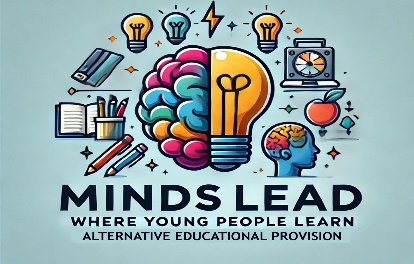 MINDS LEAD
WHERE YOUNG PEOPLE LEARN
ALTERNATIVE EDUCATIONAL PROVISION